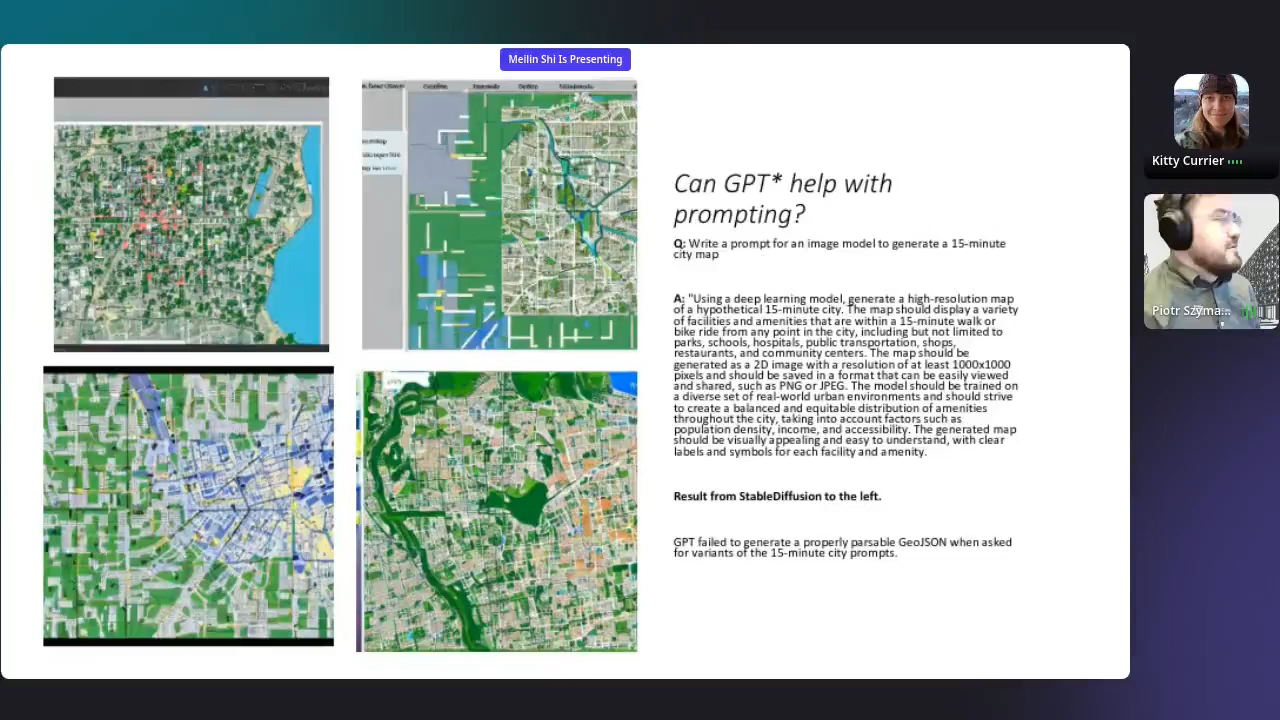 Meilin Shi Is Presenting
Can GPT* help with
prompting?
Q: Write a prompt for an image model to generate a 15-minute
city map
A: "Using a deep learning model, generate a high-resolution map
of a hypothetical 15-minute city. The map should display a variety
of facilities and amenities that are within a 15-minute walk or
bike ride from any point in the city, including but not limited to
parks, schools, hospitals, public transportation, shops,
restaurants, and community centers. The map should be
generated as a 2D image with a resolution of at least 1000x1000
pixels and should be saved in a format that can be easily viewed
and shared, such as PNG or JPEG. The model should be trained on
a diverse set of real-world urban environments and should strive
to create a balanced and equitable distribution of amenities
throughout the city, taking into account factors such as
population density, income, and accessibility. The generated map
should be visually appealing and easy to understand, with clear
labels and symbols for each facility and amenity.
Result from StableDiffusion to the left.
GPT failed to generate a properly parsable GeoJSON when asked
for variants of the 15-minute city prompts.
Kitty Currier
Piotr Szyma...